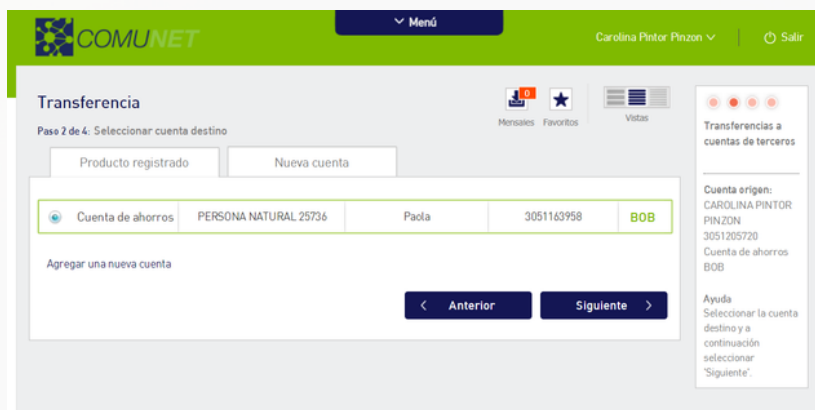 COMUNET
Menú
Carolina Pintor Pinzon
Salir
Transferencia
Paso 2 de 4: Seleccionar cuenta destino
0
Mensales
Favoritos
Vistas
Producto registrado
Nueva cuenta
Cuenta de ahorros PERSONA NATURAL 25736 Paola 3051163958 BOB
Agregar una nueva cuenta
Anterior
Siguiente
Transferencias a
cuentas de terceros
Cuenta origen:
CAROLINA PINTOR
PINZON
3051205720
Cuenta de ahorros
BOB
Ayuda
Seleccionar la cuenta
destino y a
continuación
seleccionar
"Siguiente".